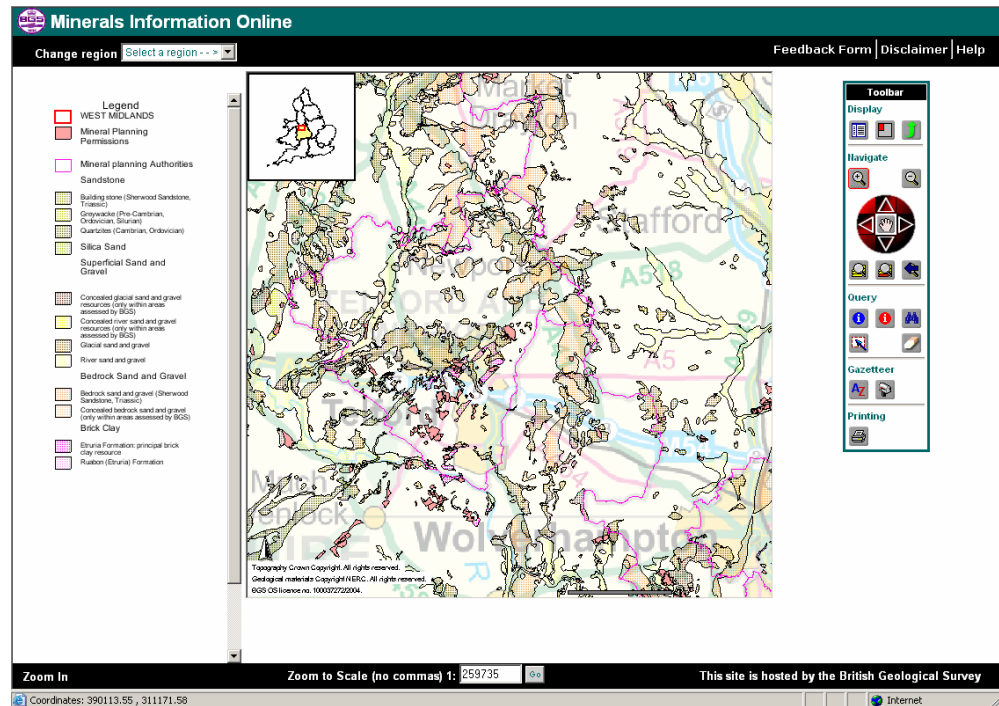 BGS
Minerals Information Online
Change region Select a region - - >
Feedback Form | Disclaimer | Help
Legend
WEST MIDLANDS
Mineral Planning
Permissions
Mineral planning Authorities
Sandstone
Building stone (Sherwood Sandstone,
Triassic)
Greywacke (Pre-Cambrian,
Ordovician, Silurian)
Quartzites (Cambrian, Ordovician)
Silica Sand
Superficial Sand and
Gravel
Concealed glacial sand and gravel
resources (only within areas
assessed by BGS)
Concealed river sand and gravel
resources (only within areas
assessed by BGS)
Glacial sand and gravel
River sand and gravel
Bedrock Sand and Gravel
Bedrock sand and gravel (Sherwood
Sandstone, Triassic)
Concealed bedrock sand and gravel
(only within areas assessed by BGS)
Brick Clay
Etruria Formation: principal brick
clay resource
Ruabon (Etruria) Formation
Market
Drayton
Stafford
Newport
A518
TELFORD AND
A5
M54
Much
Wenlock
Wolverhampton
Topography Crown Copyright. All rights reserved.
Geological materials Copyright NERC. All rights reserved.
BGS OS licence no. 100037272/2004.
Toolbar
Display
Navigate
Query
Gazetteer
AZ
Printing
Zoom In
Zoom to Scale (no commas) 1: 259735 Go
This site is hosted by the British Geological Survey
Coordinates: 390113.55 , 311171.58
Internet